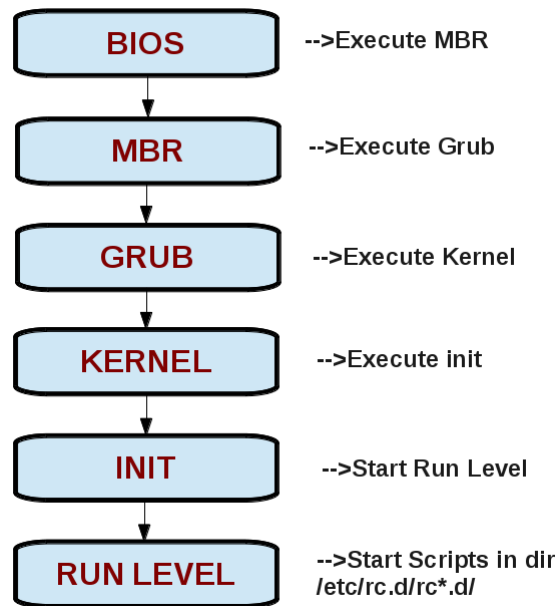 BIOS
-->Execute MBR
MBR
-->Execute Grub
GRUB
-->Execute Kernel
KERNEL
-->Execute init
INIT
-->Start Run Level
RUN LEVEL
-->Start Scripts in dir
/etc/rc.d/rc*.d/